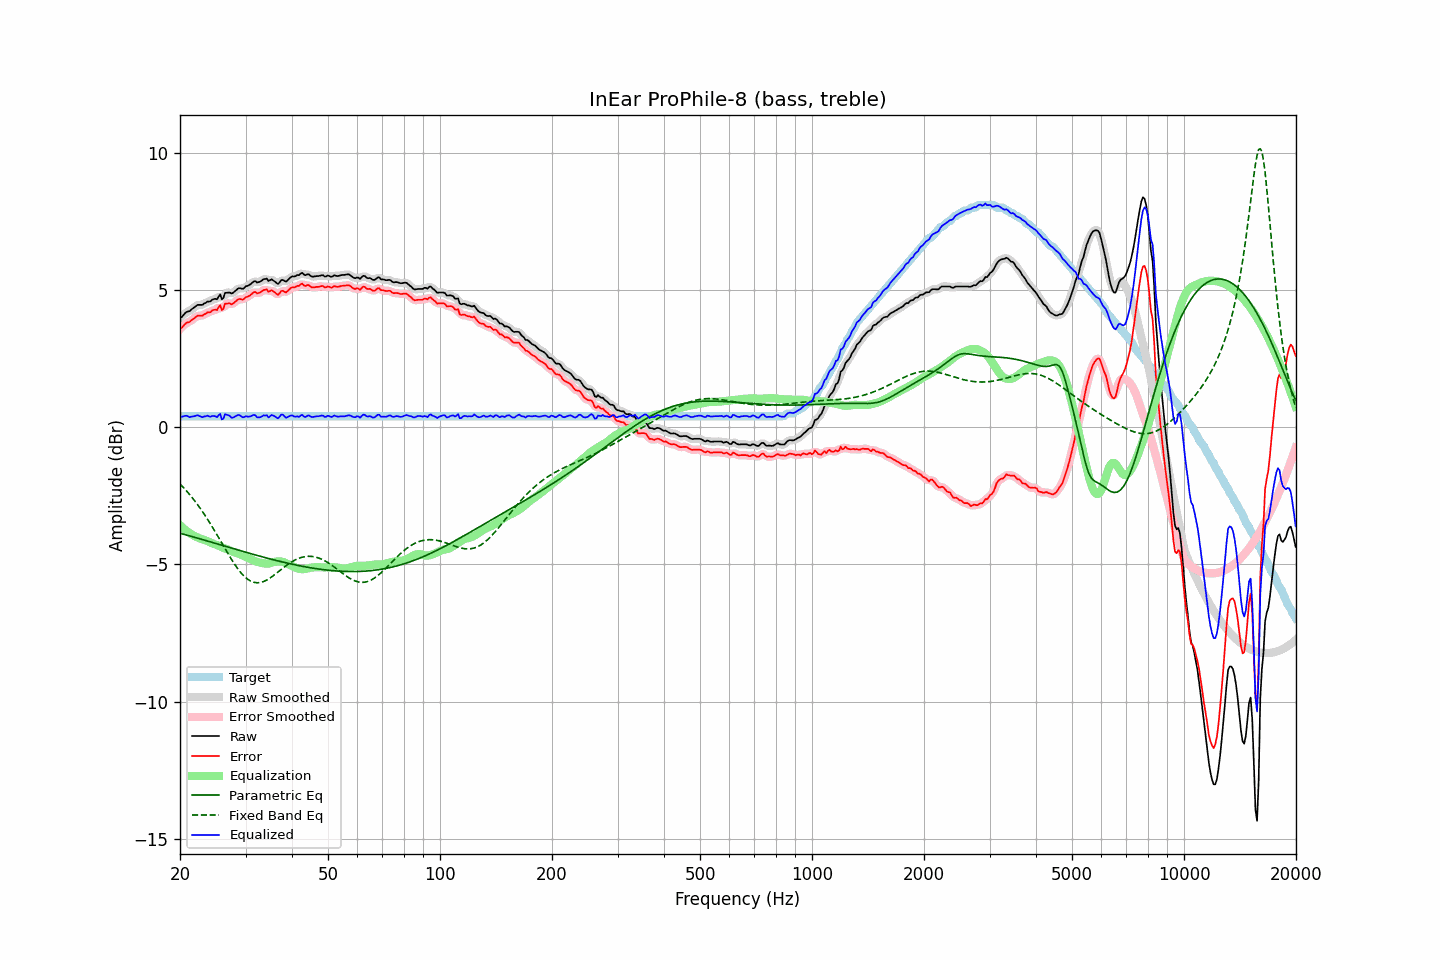 InEar ProPhile-8 (bass, treble)
Amplitude (dBr)
10
5
0
−5
−10
−15
Target
Raw Smoothed
Error Smoothed
Raw
Error
Equalization
Parametric Eq
Fixed Band Eq
Equalized
20 50 100 200 500 1000 2000 5000 10000 20000
Frequency (Hz)